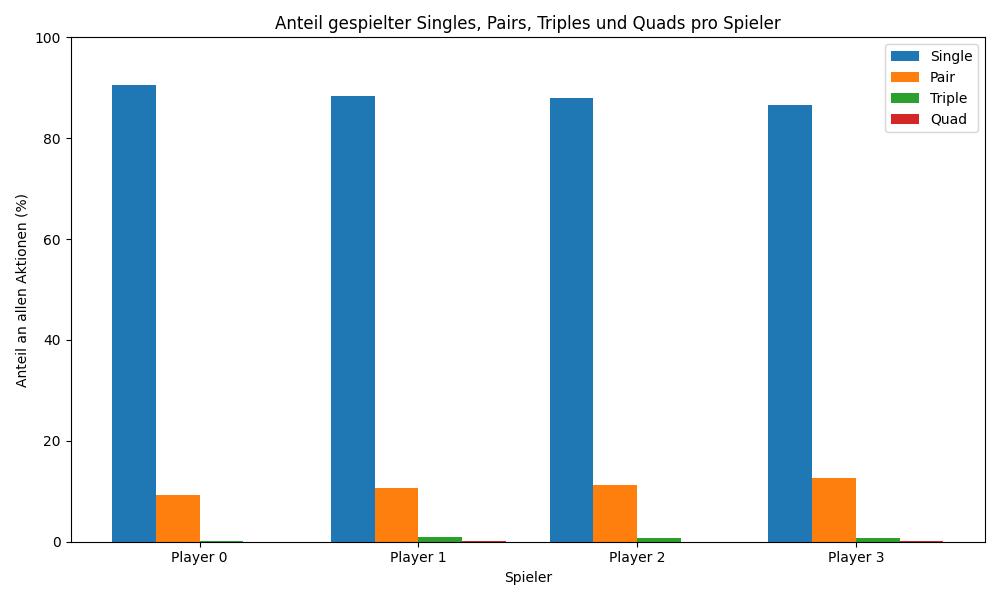 Anteil gespielter Singles, Pairs, Triples und Quads pro Spieler
Anteil an allen Aktionen (%)
100
80
60
40
20
0
Single
Pair
Triple
Quad
Player 0
Player 1
Player 2
Player 3
Spieler